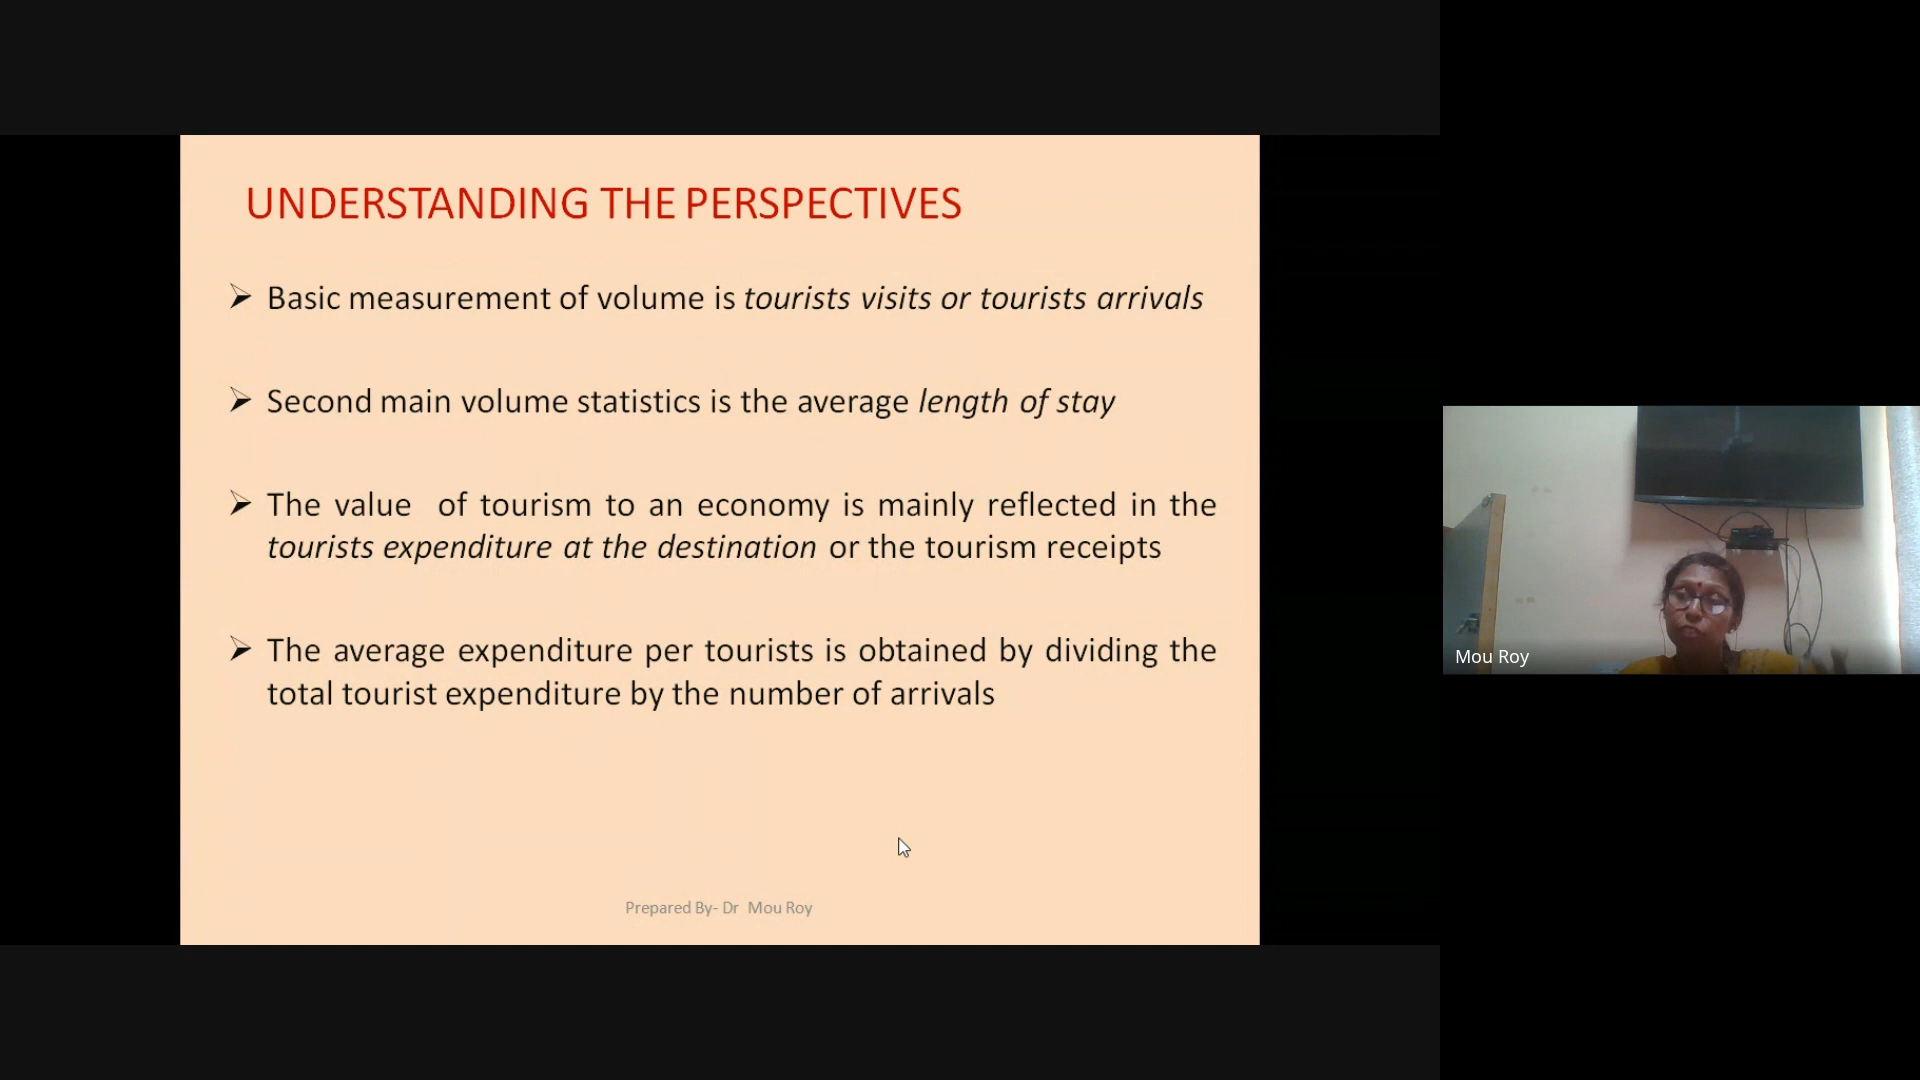 UNDERSTANDING THE PERSPECTIVES
Basic measurement of volume is tourists visits or tourists arrivals
Second main volume statistics is the average length of stay
The value of tourism to an economy is mainly reflected in the
tourists expenditure at the destination or the tourism receipts
The average expenditure per tourists is obtained by dividing the
total tourist expenditure by the number of arrivals
Prepared By- Dr Mou Roy
Mou Roy